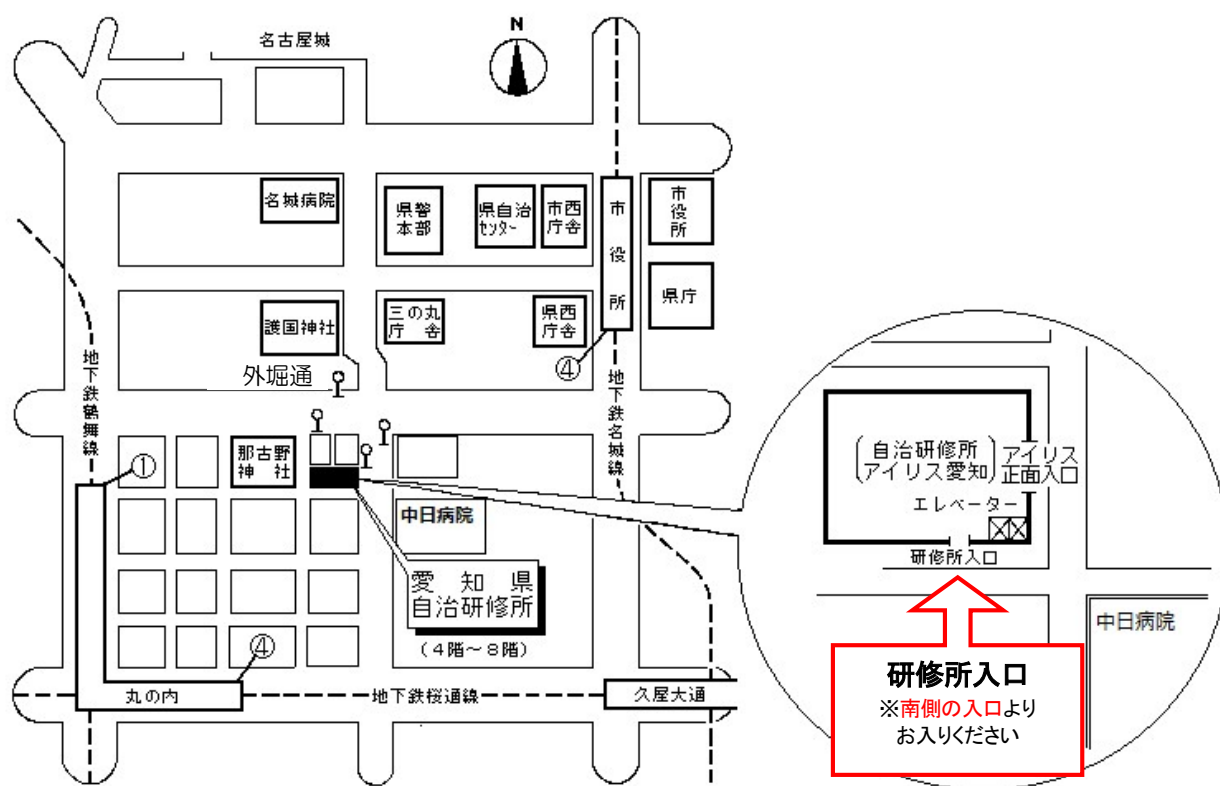 名古屋城
N
名城病院
県警
本部
県自治
センター
市西
庁舎
市役所
市
役
所
県庁
護国神社
三の丸
庁舎
県西
庁舎
④
外堀通
地下鉄鶴舞線
地下鉄名城線
那古野
神社
①
中日病院
愛知県
自治研修所
(4階~8階)
④
丸の内
地下鉄桜通線
久屋大通
自治研修所
アイリス愛知
アイリス
正面入口
エレベーター
研修所入口
中日病院
研修所入口
※南側の入口より
お入りください